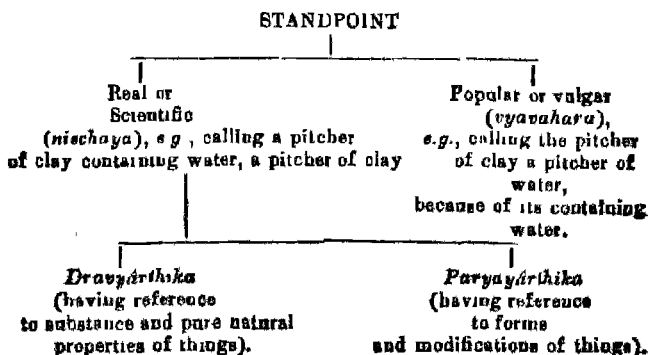 STANDPOINT
Real or
Scientific
(nischaya), e g , calling a pitcher
of clay containing water, a pitcher of clay
Popular or vulgar
(vyavahara),
e.g., calling the pitcher
of clay a pitcher of
water,
because of its containing
water.
Dravyárthika
(having reference
to substance and pure natural
properties of things).
Paryayárthika
(having reference
to forms
and modifications of things).